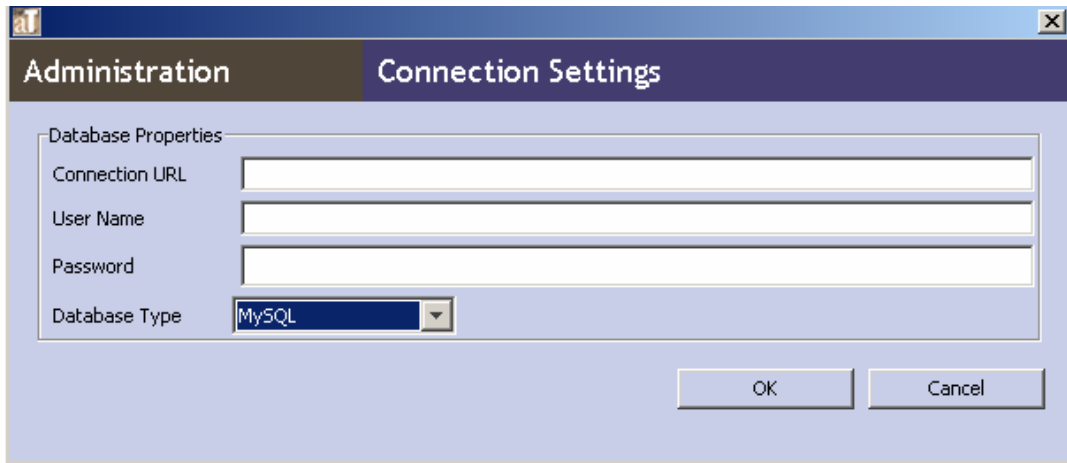 aT
Administration Connection Settings
Database Properties
Connection URL
User Name
Password
Database Type MySQL
OK Cancel